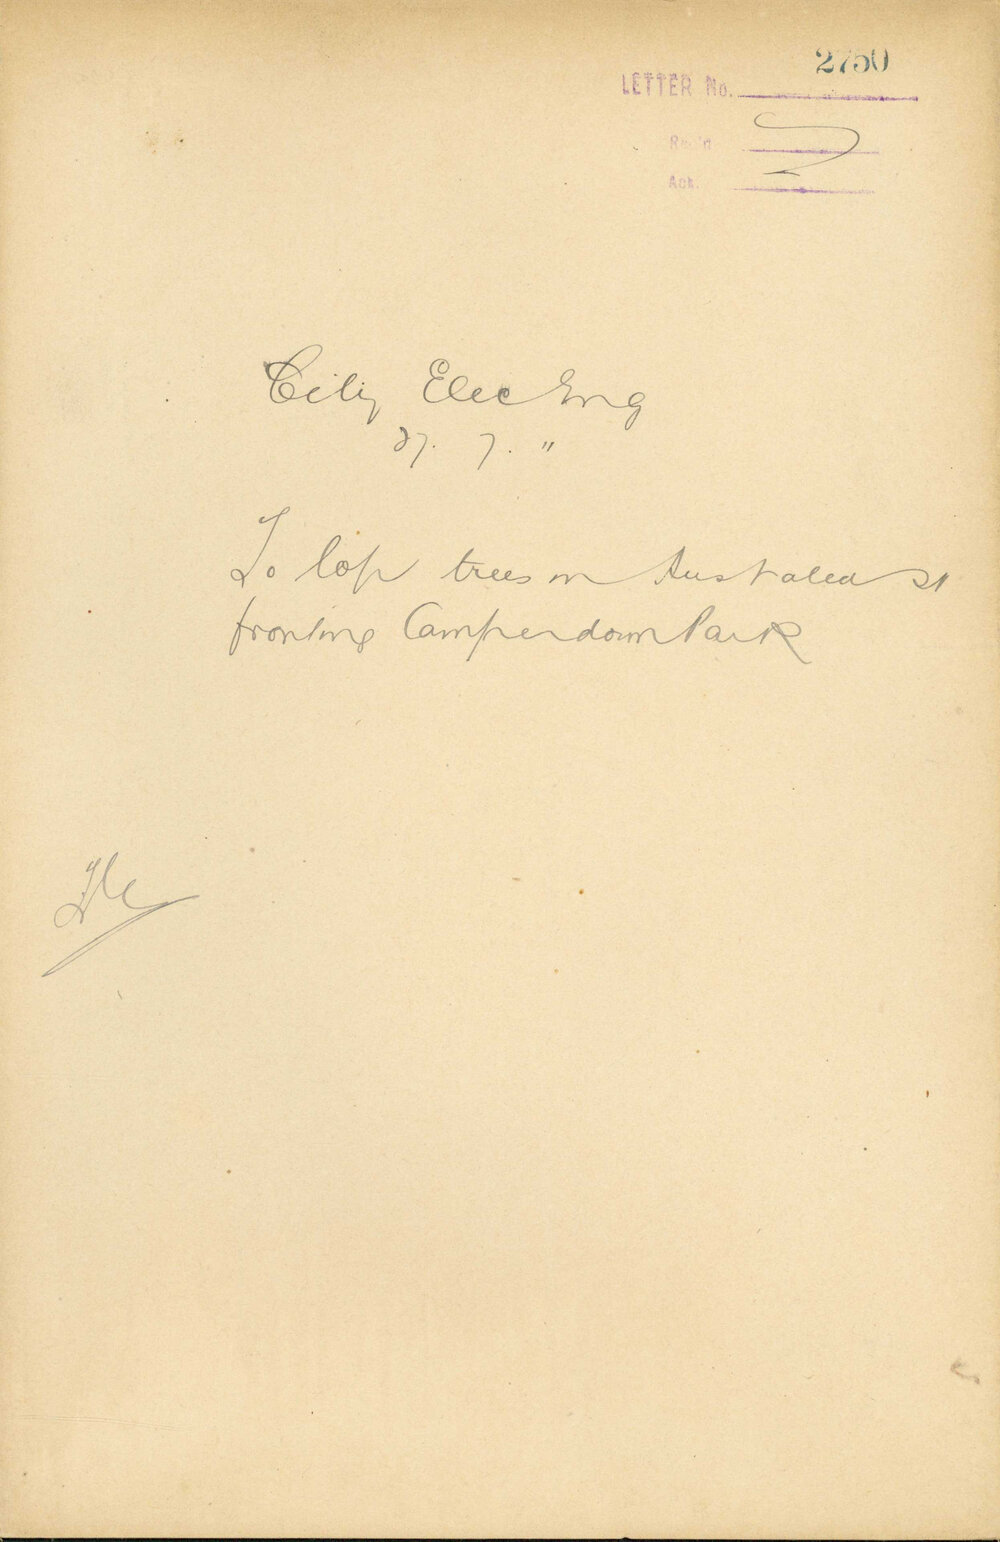 2750
LETTER No.
Rec'd
Ack.
City Elec Eng
27. 7. "
To lop trees in Australia St
fronting Camperdown Park